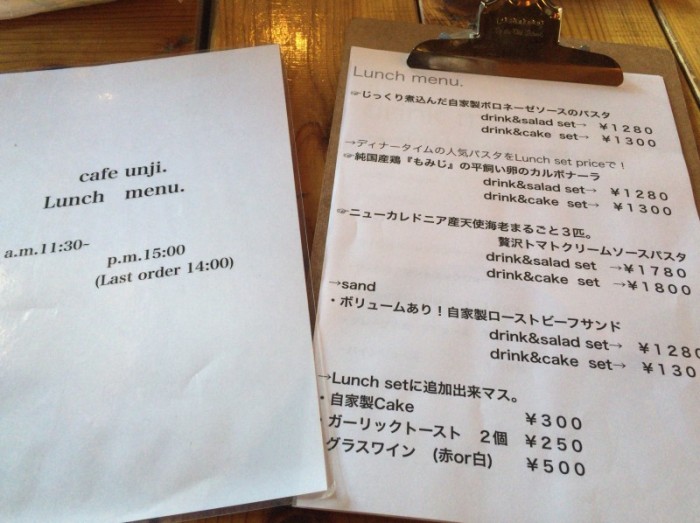 cafe unji.
Lunch menu.
a.m.11:30~
p.m.15:00
(Last order 14:00)
Lunch menu.
☞じっくり煮込んだ自家製ボロネーゼソースのパスタ
drink&salad set→ ￥1280
drink&cake set→ ￥1300
→ディナータイムの人気パスタをLunch set priceで！
☞純国産鶏『もみじ』の平飼い卵のカルボナーラ
drink&salad set→ ￥1280
drink&cake set→ ￥1300
☞ニューカレドニア産天使海老まるごと３匹。
贅沢トマトクリームソースパスタ
drink&salad set →￥1780
drink&cake set →￥1800
→sand
・ボリュームあり！自家製ローストビーフサンド
drink&salad set→ ￥1280
drink&cake set→ ￥130
→Lunch setに追加出来マス。
・自家製Cake ￥300
・ガーリックトースト 2個 ￥250
グラスワイン (赤or白) ￥500